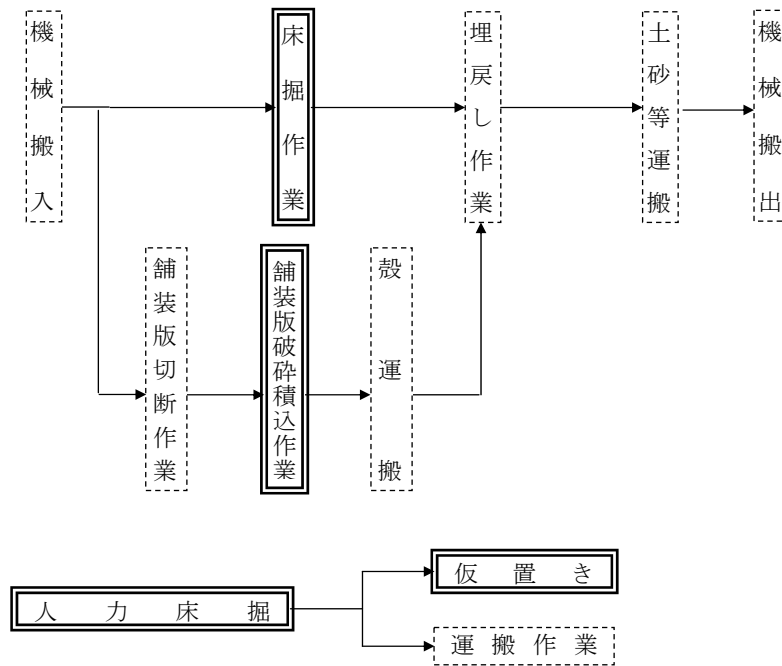 機械搬入
床掘作業
埋戻し作業
土砂等運搬
機械搬出
舗装版切断作業
舗装版破砕積込作業
殻運搬
人力床掘
仮置き
運搬作業